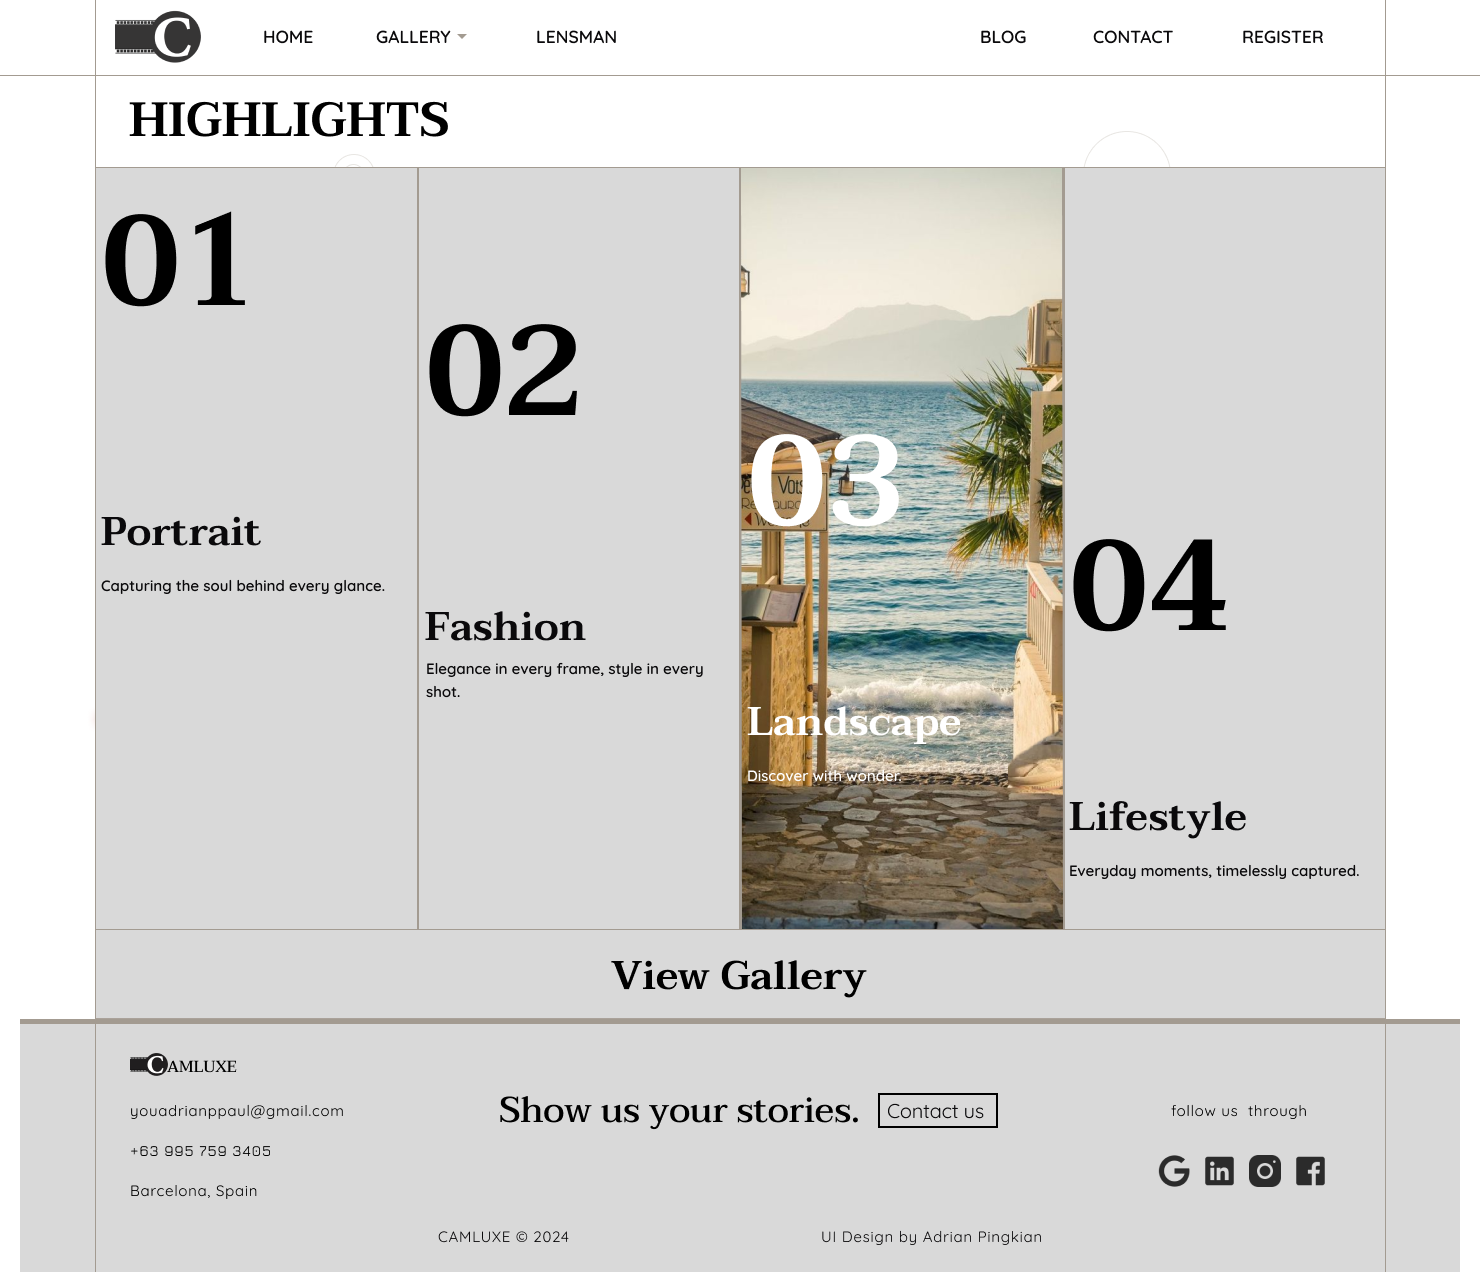 C
HOME
GALLERY
LENSMAN
BLOG
CONTACT
REGISTER
HIGHLIGHTS
01
Portrait
Capturing the soul behind every glance.
02
Fashion
Elegance in every frame, style in every
shot.
03
Landscape
Discover with wonder.
04
Lifestyle
Everyday moments, timelessly captured.
View Gallery
CAMLUXE
youadrianppaul@gmail.com
+63 995 759 3405
Barcelona, Spain
Show us your stories.
Contact us
follow us through
CAMLUXE © 2024
UI Design by Adrian Pingkian